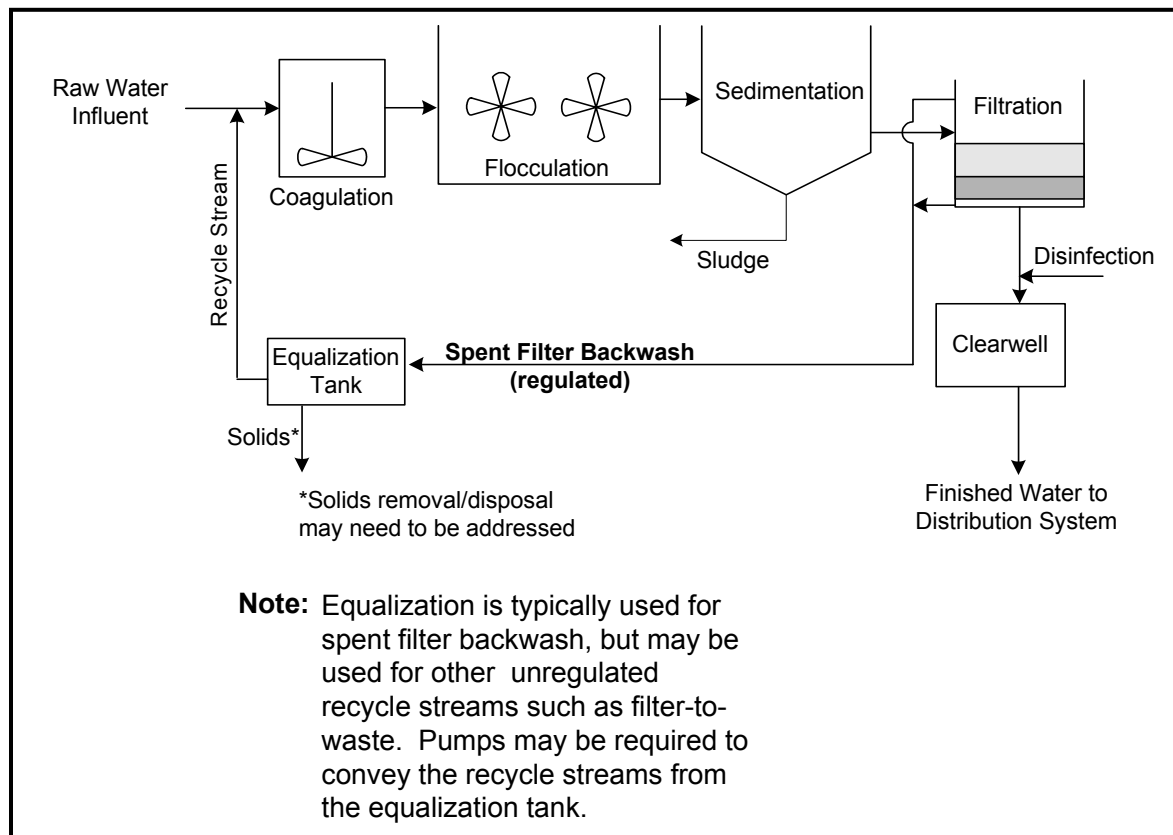 Raw Water
Influent
Recycle Stream
Coagulation
Flocculation
Sedimentation
Sludge
Filtration
Disinfection
Clearwell
Finished Water to
Distribution System
Spent Filter Backwash
(regulated)
Equalization
Tank
Solids*
*Solids removal/disposal
may need to be addressed
Note: Equalization is typically used for
spent filter backwash, but may be
used for other unregulated
recycle streams such as filter-to-
waste. Pumps may be required to
convey the recycle streams from
the equalization tank.